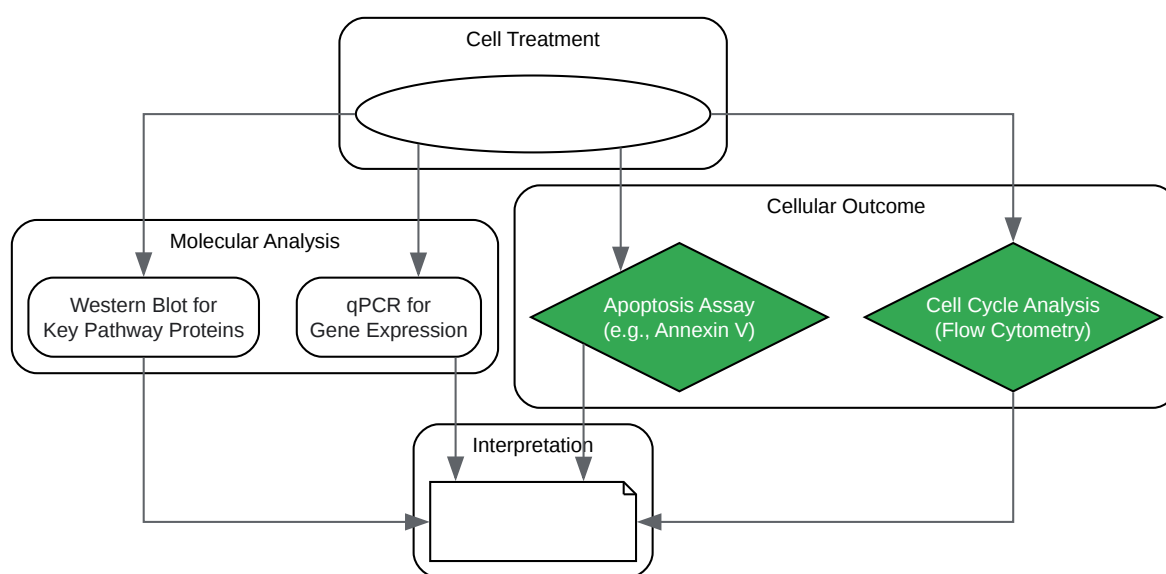 Cell Treatment
Cellular Outcome
Molecular Analysis
Western Blot for
Key Pathway Proteins
qPCR for
Gene Expression
Apoptosis Assay
(e.g., Annexin V)
Cell Cycle Analysis
(Flow Cytometry)
Interpretation